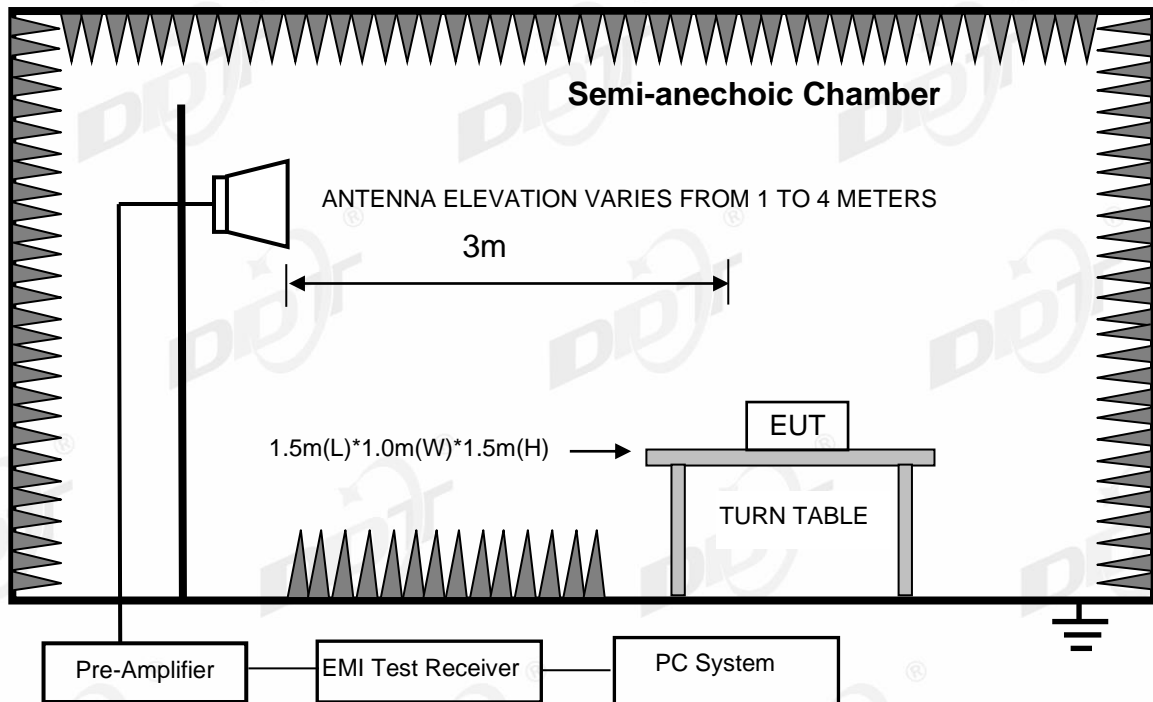 Semi-anechoic Chamber
ANTENNA ELEVATION VARIES FROM 1 TO 4 METERS
3m
1.5m(L)*1.0m(W)*1.5m(H)
EUT
TURN TABLE
Pre-Amplifier
EMI Test Receiver
PC System
DDT
®